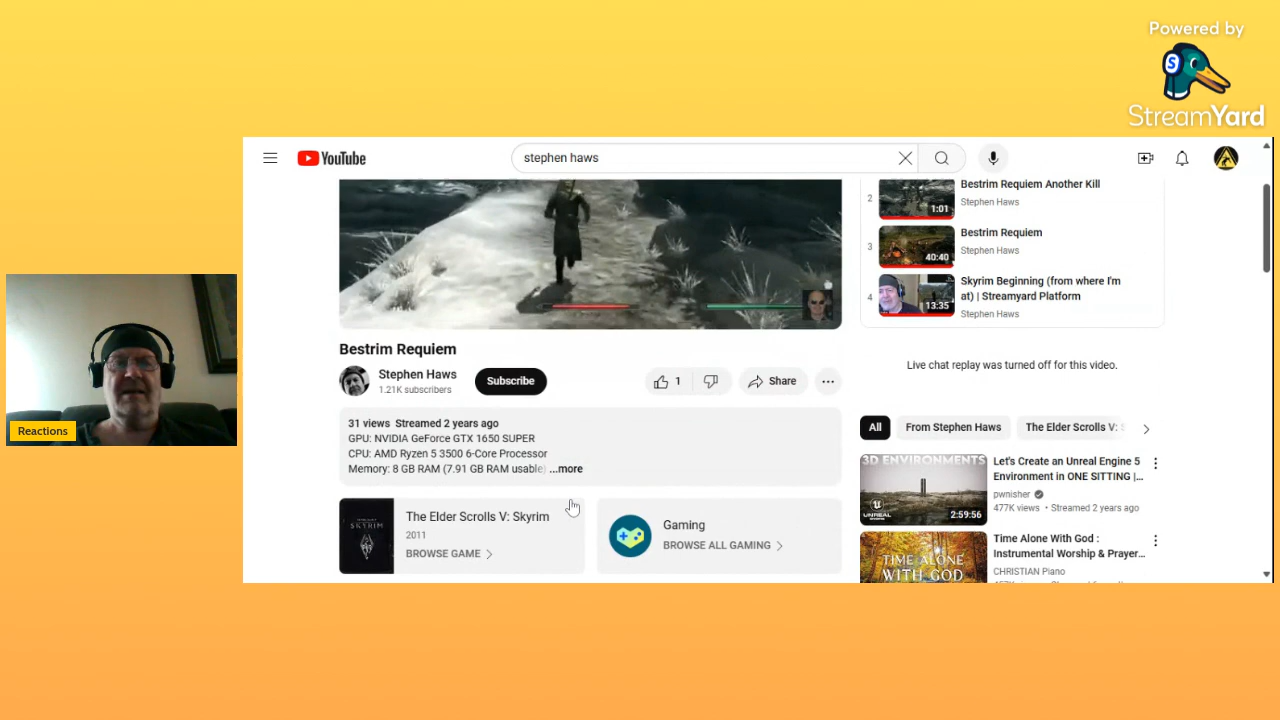 Powered by
StreamYard
YouTube
stephen haws
2
Bestrim Requiem Another Kill
Stephen Haws
1:01
3
Bestrim Requiem
Stephen Haws
40:40
4
Skyrim Beginning (from where I'm
at) | Streamyard Platform
Stephen Haws
13:35
Bestrim Requiem
Stephen Haws
1.21K subscribers
Subscribe
1
Share
Live chat replay was turned off for this video.
31 views Streamed 2 years ago
GPU: NVIDIA GeForce GTX 1650 SUPER
CPU: AMD Ryzen 5 3500 6-Core Processor
Memory: 8 GB RAM (7.91 GB RAM usable) ...more
SKYRIM
The Elder Scrolls V: Skyrim
2011
BROWSE GAME
Gaming
BROWSE ALL GAMING
All
From Stephen Haws
The Elder Scrolls V: S
3D ENVIRONMENTS
UNREAL
2:59:56
Let's Create an Unreal Engine 5
Environment in ONE SITTING |...
pwnisher
477K views • Streamed 2 years ago
TIME ALONE
WITH GOD
Time Alone With God :
Instrumental Worship & Prayer...
CHRISTIAN Piano
Reactions